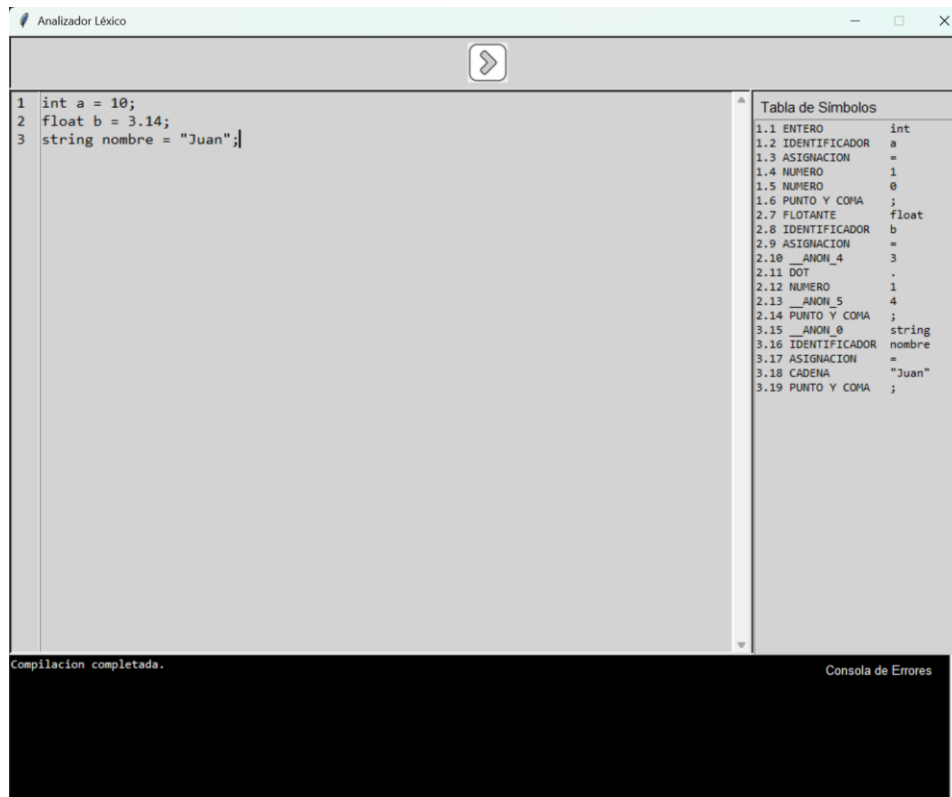 Analizador Léxico
1 int a = 10;
2 float b = 3.14;
3 string nombre = "Juan";
Tabla de Símbolos
1.1 ENTERO int
1.2 IDENTIFICADOR a
1.3 ASIGNACION =
1.4 NUMERO 1
1.5 NUMERO 0
1.6 PUNTO Y COMA ;
2.7 FLOTANTE float
2.8 IDENTIFICADOR b
2.9 ASIGNACION =
2.10 __ANON_4 3
2.11 DOT .
2.12 NUMERO 1
2.13 __ANON_5 4
2.14 PUNTO Y COMA ;
3.15 __ANON_0 string
3.16 IDENTIFICADOR nombre
3.17 ASIGNACION =
3.18 CADENA "Juan"
3.19 PUNTO Y COMA ;
Compilacion completada.
Consola de Errores